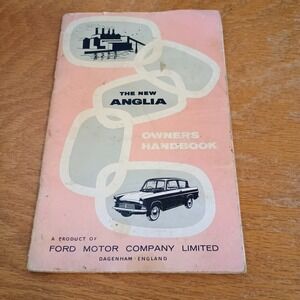 THE NEW
ANGLIA
OWNERS
HANDBOOK
A PRODUCT OF
FORD MOTOR COMPANY LIMITED
DAGENHAM · ENGLAND